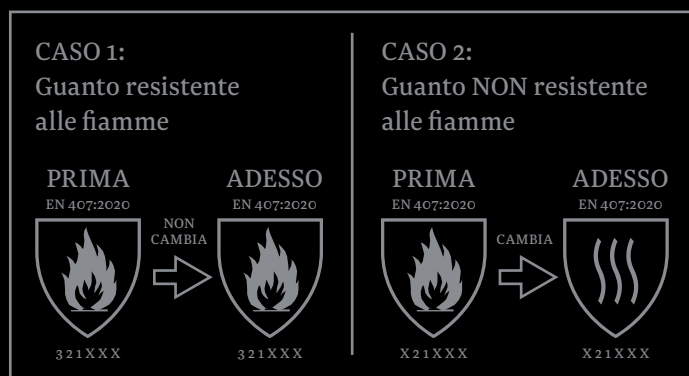 CASO 1:
Guanto resistente
alle fiamme
PRIMA
EN 407:2020
NON
CAMBIA
ADESSO
EN 407:2020
321XXX
321XXX
CASO 2:
Guanto NON resistente
alle fiamme
PRIMA
EN 407:2020
CAMBIA
ADESSO
EN 407:2020
X21XXX
X21XXX